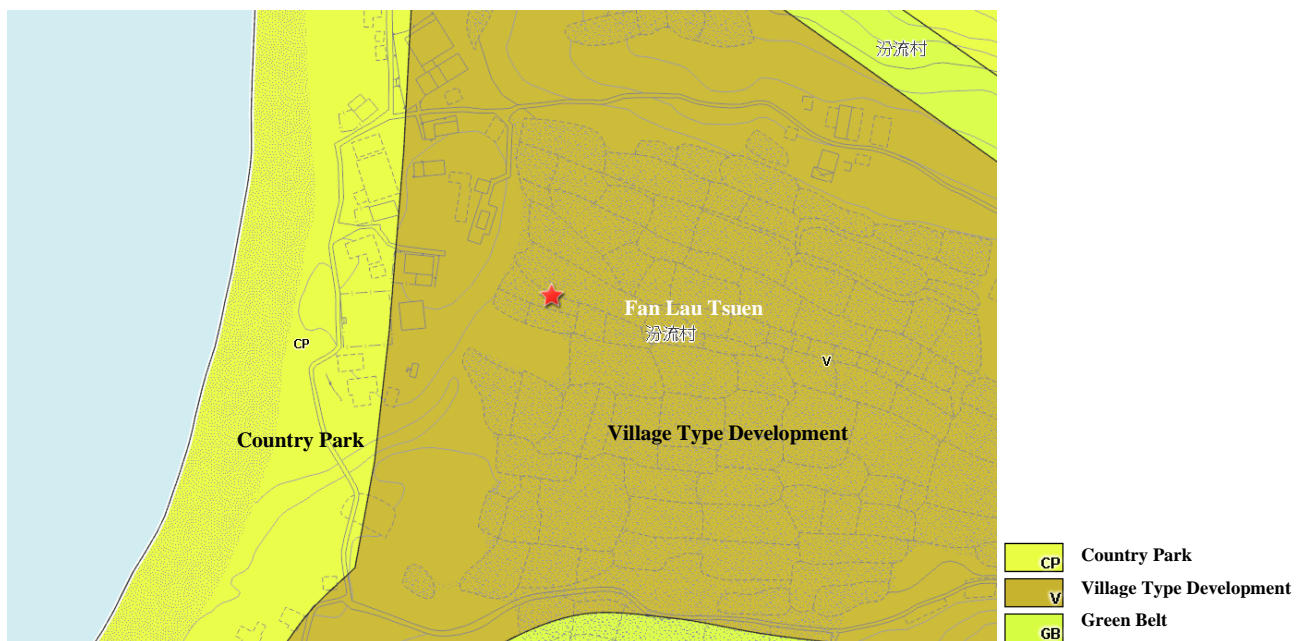 汾流村
Fan Lau Tsuen
汾流村
CP
V
Country Park
Village Type Development
CP Country Park
V Village Type Development
GB Green Belt